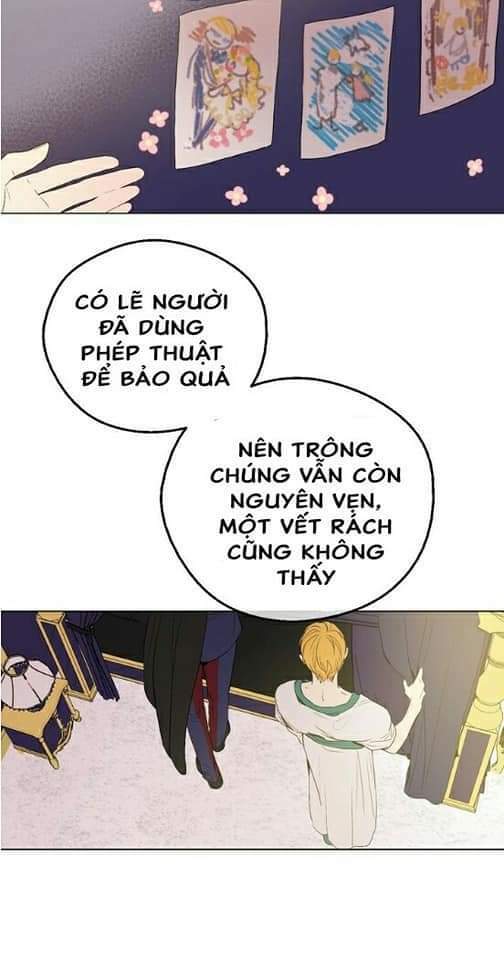 CÓ LẼ NGƯỜI
ĐÃ DÙNG
PHÉP THUẬT
ĐỂ BẢO QUẢ
NÊN TRÔNG
CHÚNG VẪN CÒN
NGUYÊN VẸN,
MỘT VẾT RÁCH
CŨNG KHÔNG
THẤY